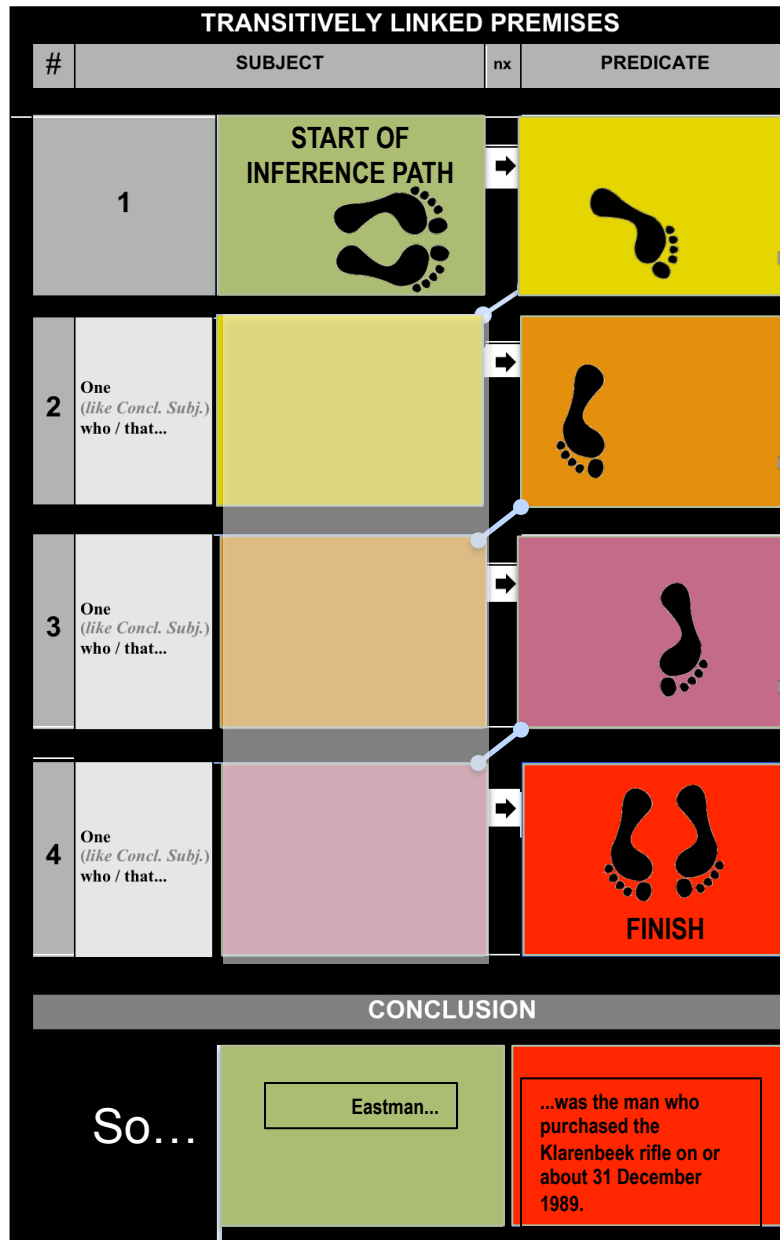 TRANSITIVELY LINKED PREMISES
# SUBJECT nx PREDICATE
1
START OF
INFERENCE PATH
2
One
(like Concl. Subj.)
who / that...
3
One
(like Concl. Subj.)
who / that...
4
One
(like Concl. Subj.)
who / that...
FINISH
CONCLUSION
So...
Eastman...
...was the man who
purchased the
Klarenbeek rifle on or
about 31 December
1989.